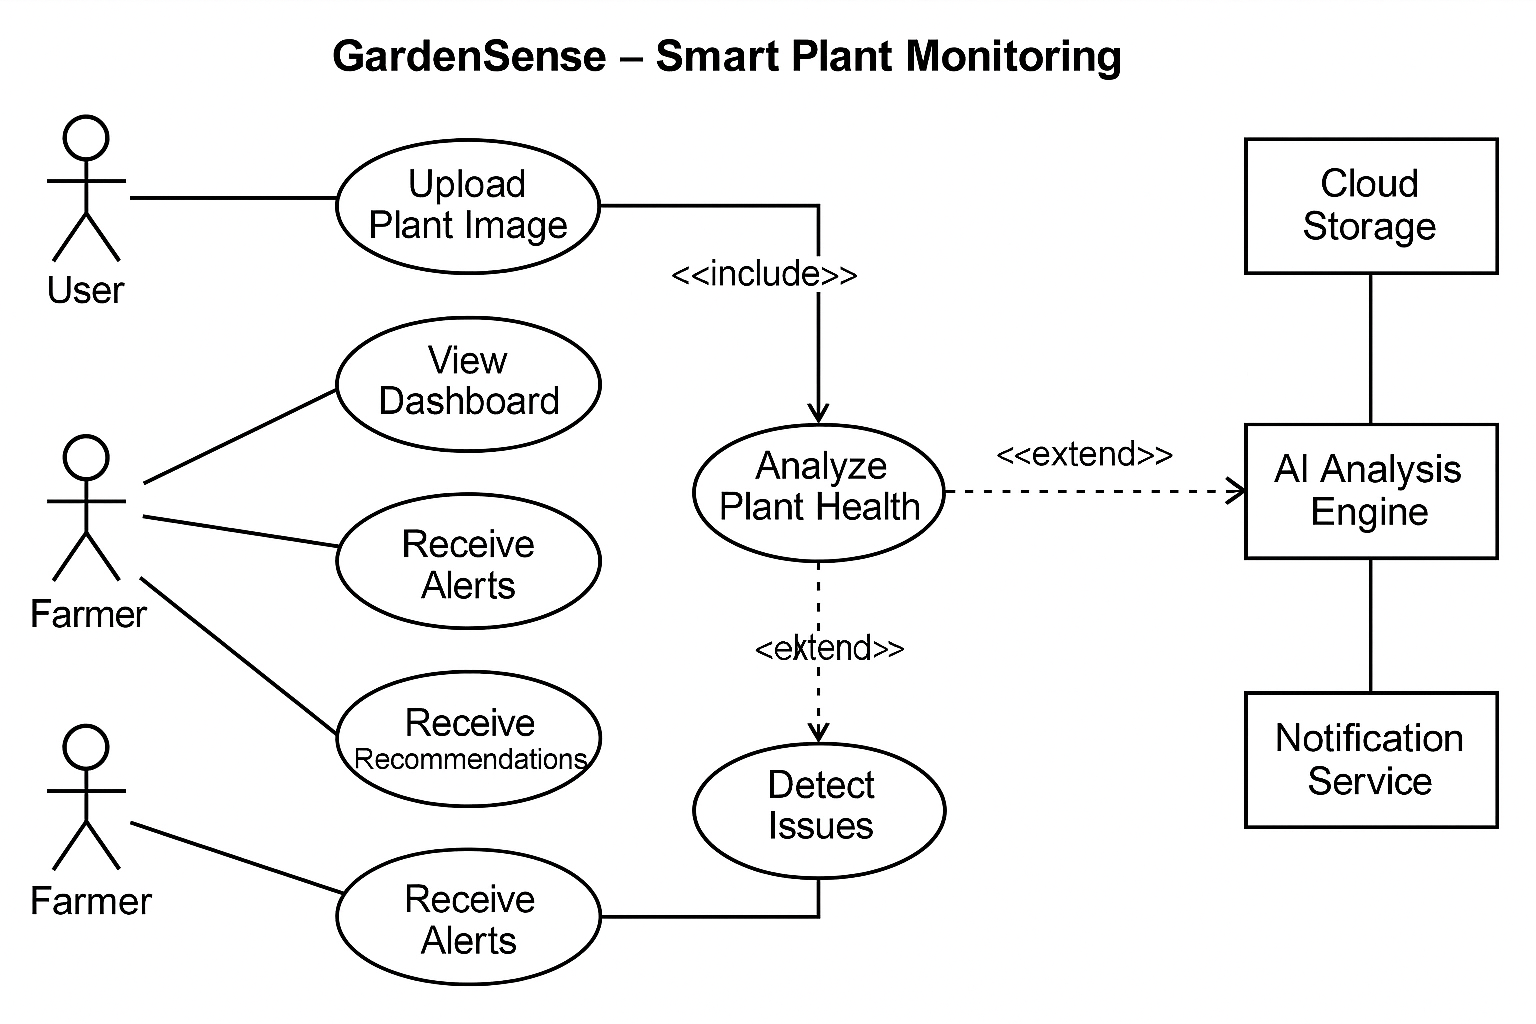 GardenSense – Smart Plant Monitoring
User
Upload
Plant Image
<<include>>
Cloud
Storage
View
Dashboard
Farmer
Receive
Alerts
Analyze
Plant Health
<<extend>>
AI Analysis
Engine
Receive
Recommendations
<extend>>
Detect
Issues
Notification
Service
Farmer
Receive
Alerts